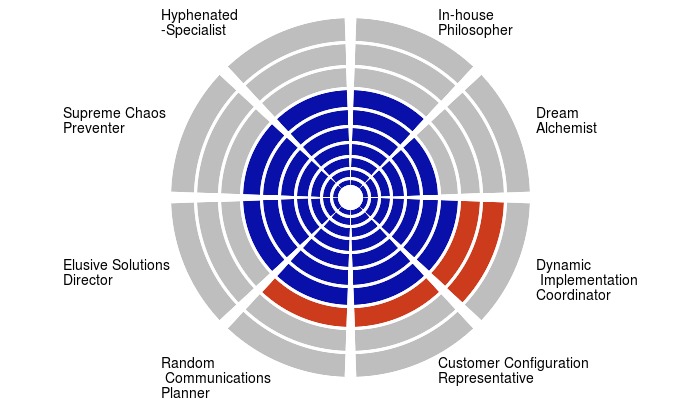 Hyphenated
-Specialist
In-house
Philosopher
Supreme Chaos
Preventer
Dream
Alchemist
Elusive Solutions
Director
Dynamic
Implementation
Coordinator
Random
Communications
Planner
Customer Configuration
Representative